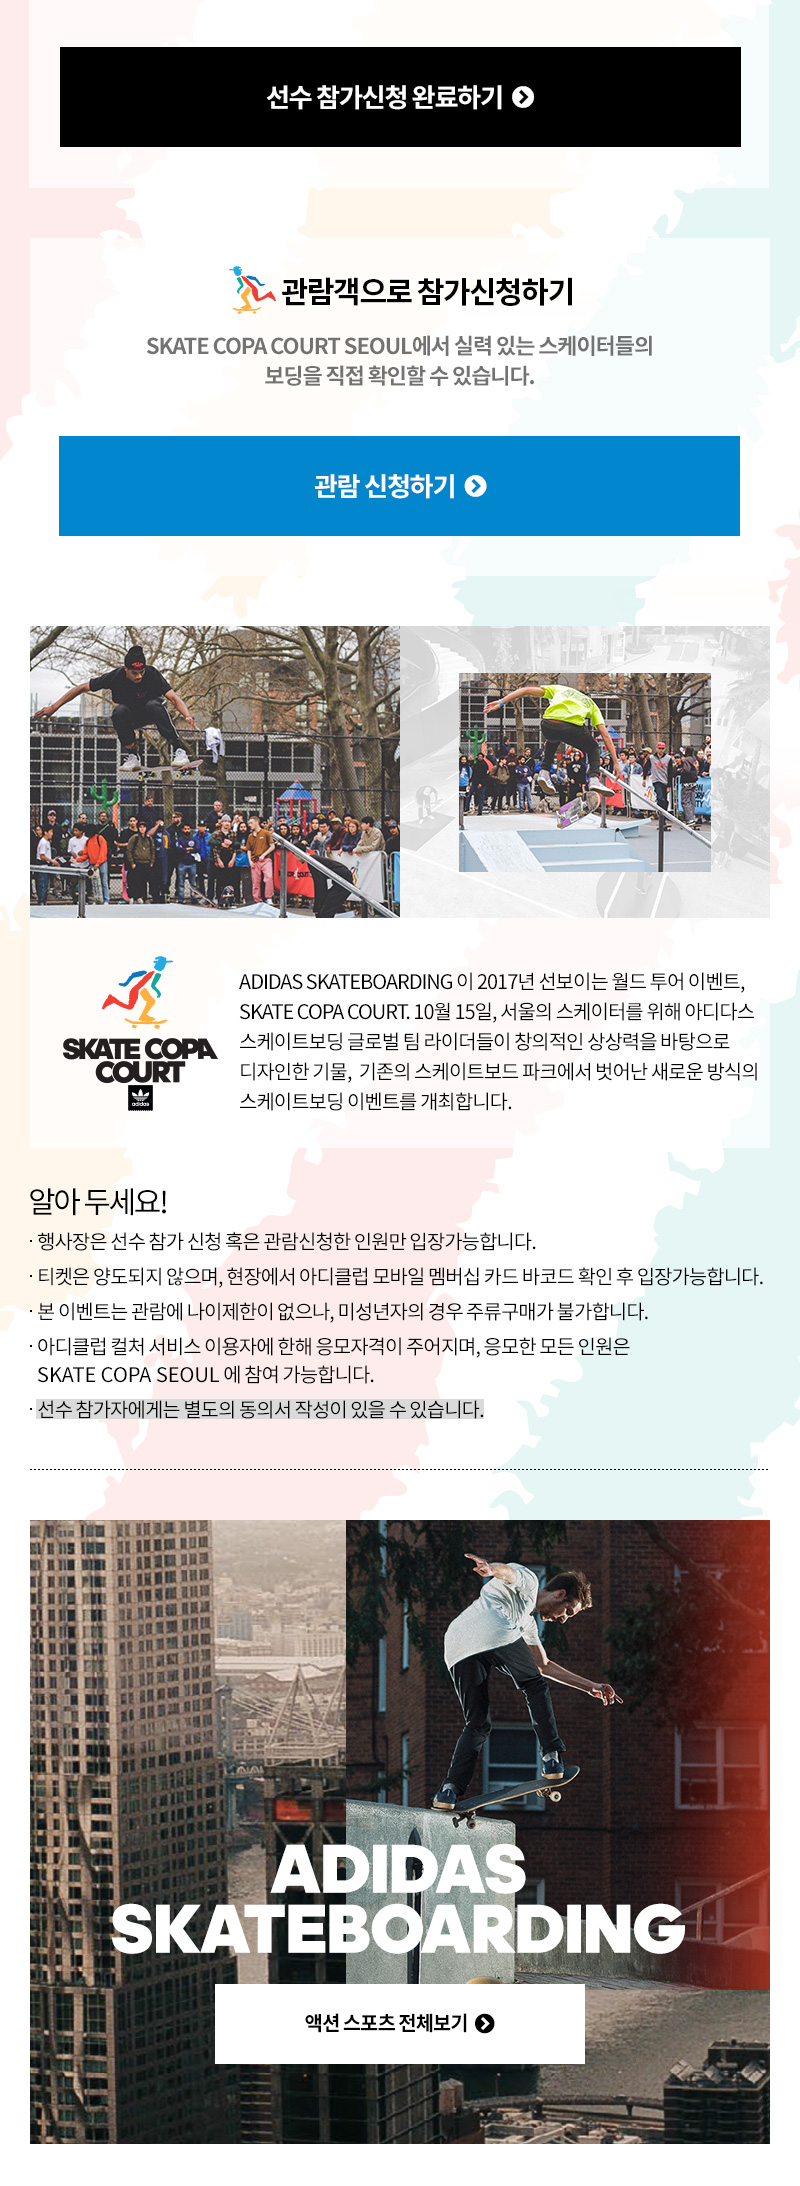 선수 참가신청 완료하기
관람객으로 참가신청하기
SKATE COPA COURT SEOUL에서 실력 있는 스케이터들의
보딩을 직접 확인할 수 있습니다.
관람 신청하기
ADIDAS SKATEBOARDING 이 2017년 선보이는 월드 투어 이벤트,
SKATE COPA COURT. 10월 15일, 서울의 스케이터를 위해 아디다스
스케이트보딩 글로벌 팀 라이더들이 창의적인 상상력을 바탕으로
디자인한 기물, 기존의 스케이트보드 파크에서 벗어난 새로운 방식의
스케이트보딩 이벤트를 개최합니다.
SKATE COPA
COURT
adidas
알아 두세요!
· 행사장은 선수 참가 신청 혹은 관람신청한 인원만 입장가능합니다.
· 티켓은 양도되지 않으며, 현장에서 아디클럽 모바일 멤버십 카드 바코드 확인 후 입장가능합니다.
· 본 이벤트는 관람에 나이제한이 없으나, 미성년자의 경우 주류구매가 불가합니다.
· 아디클럽 컬처 서비스 이용자에 한해 응모자격이 주어지며, 응모한 모든 인원은
SKATE COPA SEOUL 에 참여 가능합니다.
· 선수 참가자에게는 별도의 동의서 작성이 있을 수 있습니다.
ADIDAS
SKATEBOARDING
액션 스포츠 전체보기